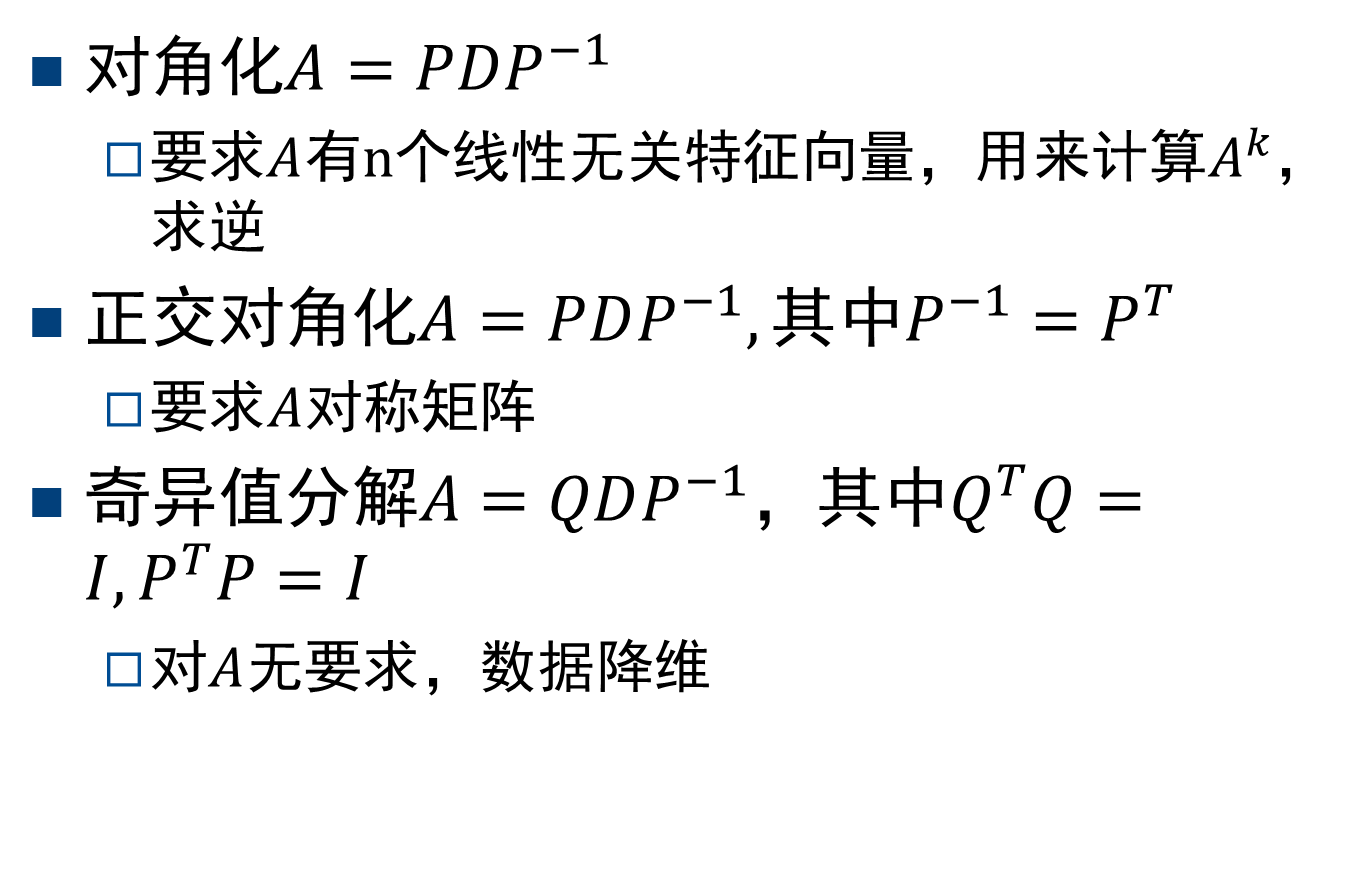 ■ 对角化A = PDP⁻¹
□要求A有n个线性无关特征向量，用来计算Aᵏ，
求逆
■ 正交对角化A = PDP⁻¹,其中P⁻¹ = Pᵀ
□要求A对称矩阵
■ 奇异值分解A = QDP⁻¹，其中QᵀQ =
I,PᵀP = I
□对A无要求，数据降维